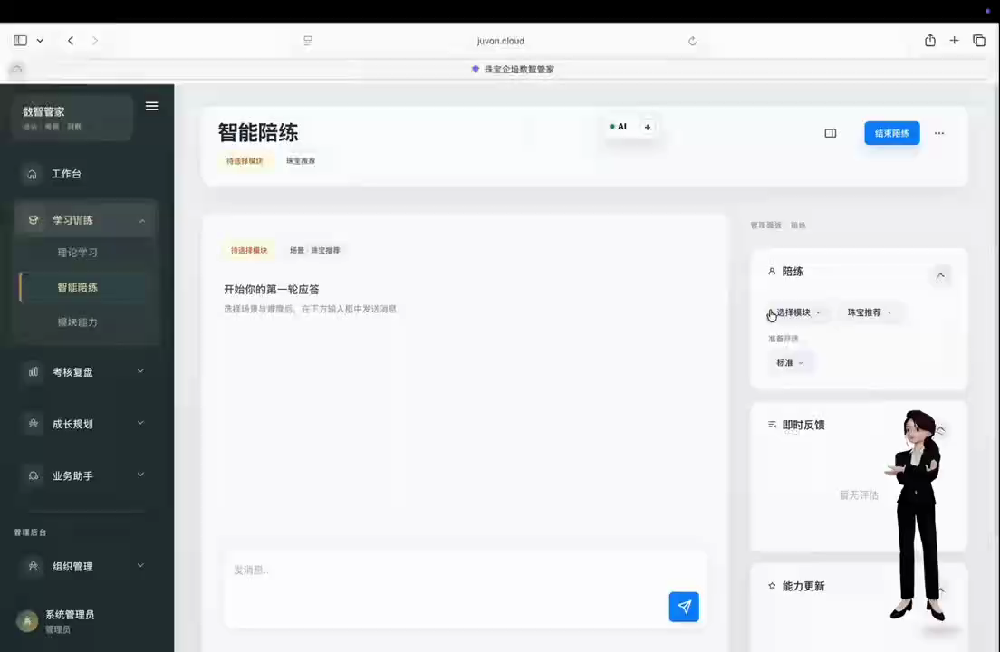 juvon.cloud
珠宝企培数智管家
数智管家
工作台
学习训练
理论学习
智能陪练
模块能力
考核复盘
成长规划
业务助手
管理后台
组织管理
系统管理员
管理员
智能陪练
待选择模块
珠宝推荐
AI
+
结束陪练
待选择模块
场景·珠宝推荐
开始你的第一轮应答
选择场景与难度后，在下方输入框中发送消息
发消息..
管理面板 陪练
陪练
选择模块
珠宝推荐
标准
即时反馈
暂无评估
能力更新